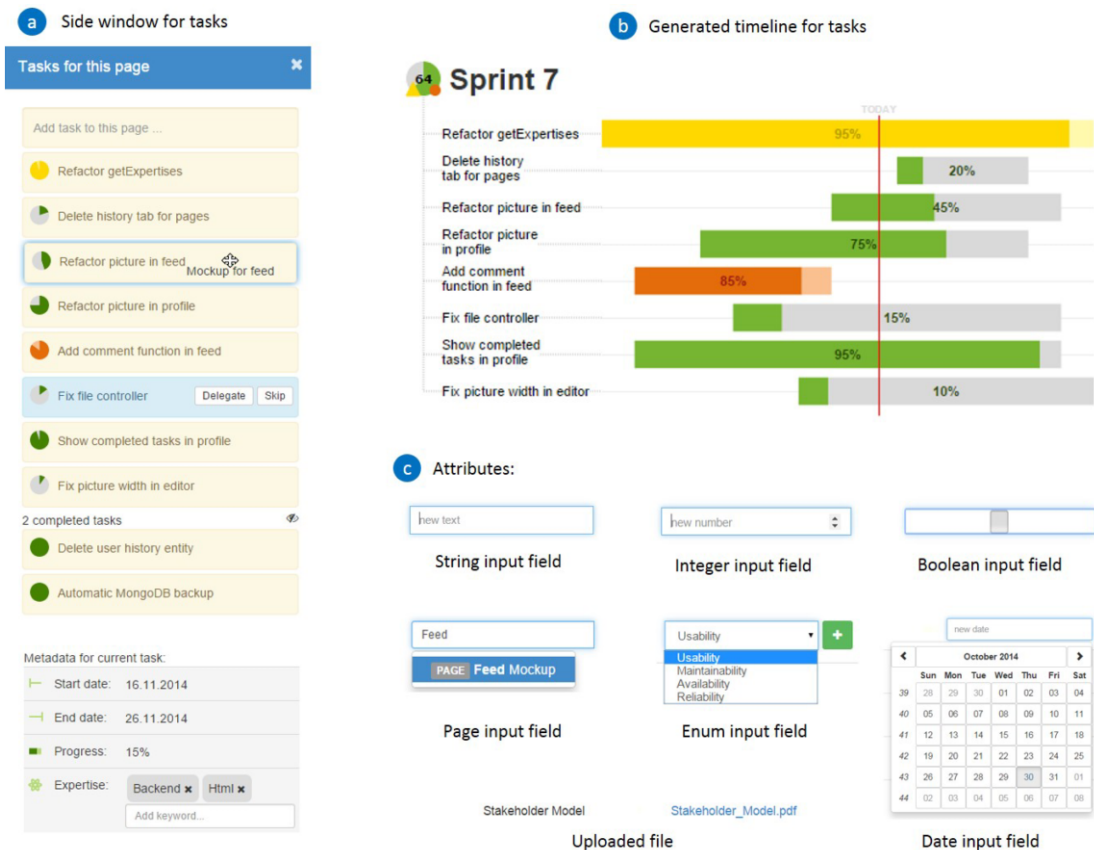 a Side window for tasks
Tasks for this page ×
Add task to this page ...
Refactor getExpertises
Delete history tab for pages
Refactor picture in feed
Mockup for feed
Refactor picture in profile
Add comment function in feed
Fix file controller Delegate Skip
Show completed tasks in profile
Fix picture width in editor
2 completed tasks
Delete user history entity
Automatic MongoDB backup
Metadata for current task:
Start date: 16.11.2014
End date: 26.11.2014
Progress: 15%
Expertise: Backend × Html ×
Add keyword...
b Generated timeline for tasks
64 Sprint 7
TODAY
Refactor getExpertises 95%
Delete history
tab for pages 20%
Refactor picture in feed 45%
Refactor picture
in profile 75%
Add comment
function in feed 85%
Fix file controller 15%
Show completed
tasks in profile 95%
Fix picture width in editor 10%
c Attributes:
new text
String input field
new number
Integer input field
Boolean input field
Feed
PAGE Feed Mockup
Page input field
Usability +
Usability
Maintainability
Availability
Reliability
Enum input field
new date
October 2014
Sun Mon Tue Wed Thu Fri Sat
39 28 29 30 01 02 03 04
40 05 06 07 08 09 10 11
41 12 13 14 15 16 17 18
42 19 20 21 22 23 24 25
43 26 27 28 29 30 31 01
44 02 03 04 05 06 07 08
Date input field
Stakeholder Model Stakeholder_Model.pdf
Uploaded file